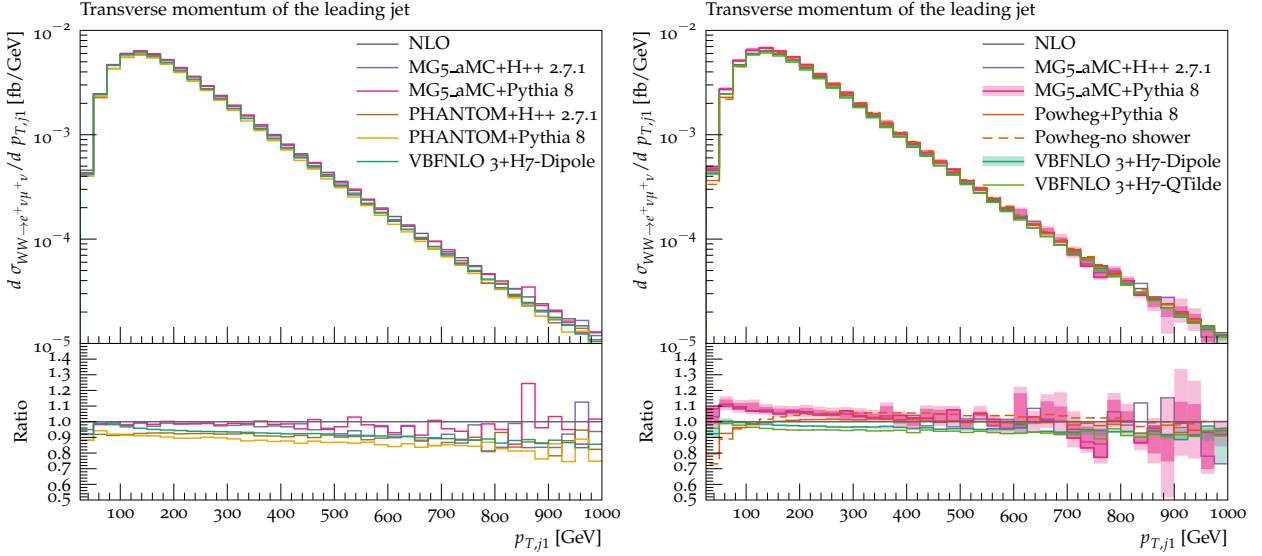 Transverse momentum of the leading jet
10⁻²
10⁻³
10⁻⁴
10⁻⁵
d σ_{WW→e⁺νμ⁺ν}/d p_{T,j1} [fb/GeV]
NLO
MG5_aMC+H++ 2.7.1
MG5_aMC+Pythia 8
PHANTOM+H++ 2.7.1
PHANTOM+Pythia 8
VBFNLO 3+H7-Dipole
1.4
1.3
1.2
1.1
1.0
0.9
0.8
0.7
0.6
0.5
Ratio
100 200 300 400 500 600 700 800 900 1000
p_{T,j1} [GeV]
Transverse momentum of the leading jet
10⁻²
10⁻³
10⁻⁴
10⁻⁵
d σ_{WW→e⁺νμ⁺ν}/d p_{T,j1} [fb/GeV]
NLO
MG5_aMC+H++ 2.7.1
MG5_aMC+Pythia 8
Powheg+Pythia 8
Powheg-no shower
VBFNLO 3+H7-Dipole
VBFNLO 3+H7-QTilde
1.4
1.3
1.2
1.1
1.0
0.9
0.8
0.7
0.6
0.5
Ratio
100 200 300 400 500 600 700 800 900 1000
p_{T,j1} [GeV]